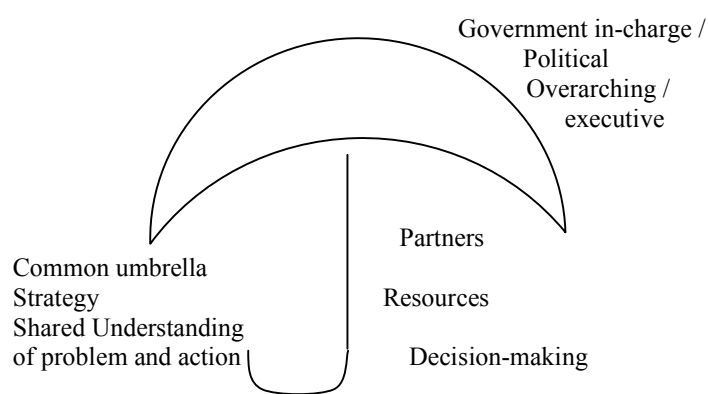 Government in-charge /
Political
Overarching /
executive
Partners
Common umbrella
Strategy
Resources
Shared Understanding
of problem and action
Decision-making